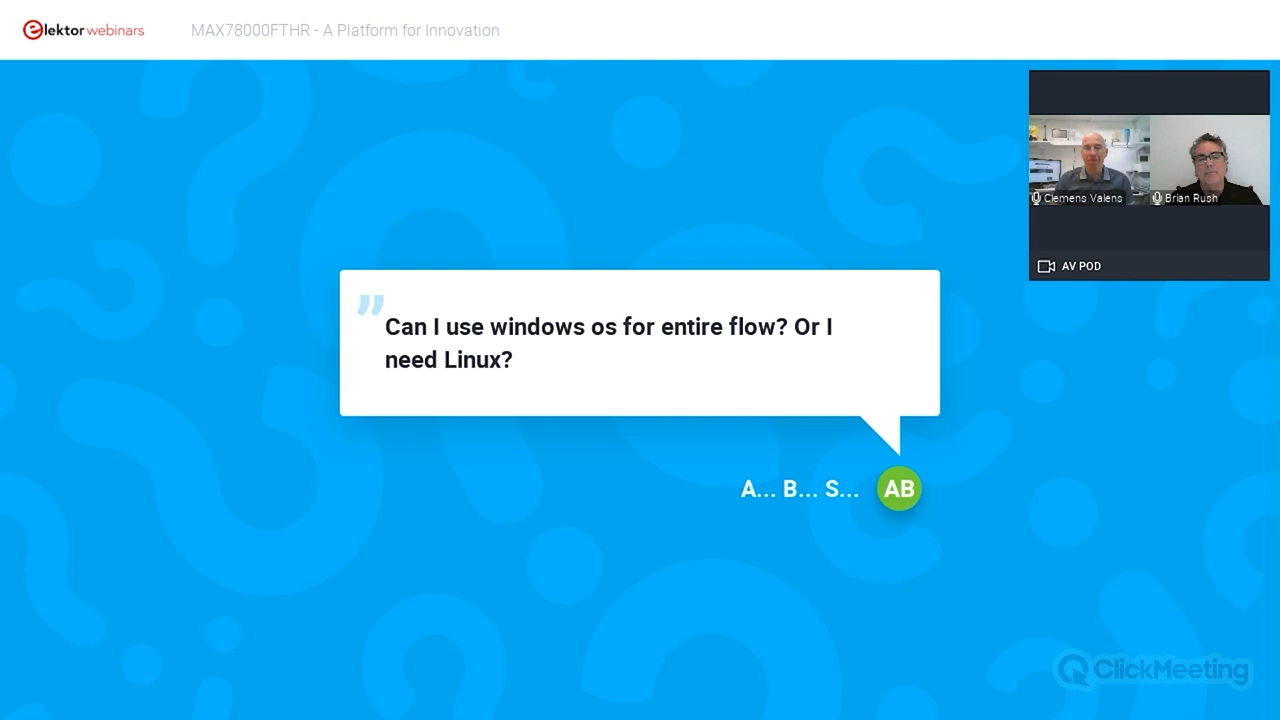 elektor webinars
MAX78000FTHR - A Platform for Innovation
Clemens Valens
Brian Rush
AV POD
"
Can I use windows os for entire flow? Or I
need Linux?
A... B... S...
AB
ClickMeeting